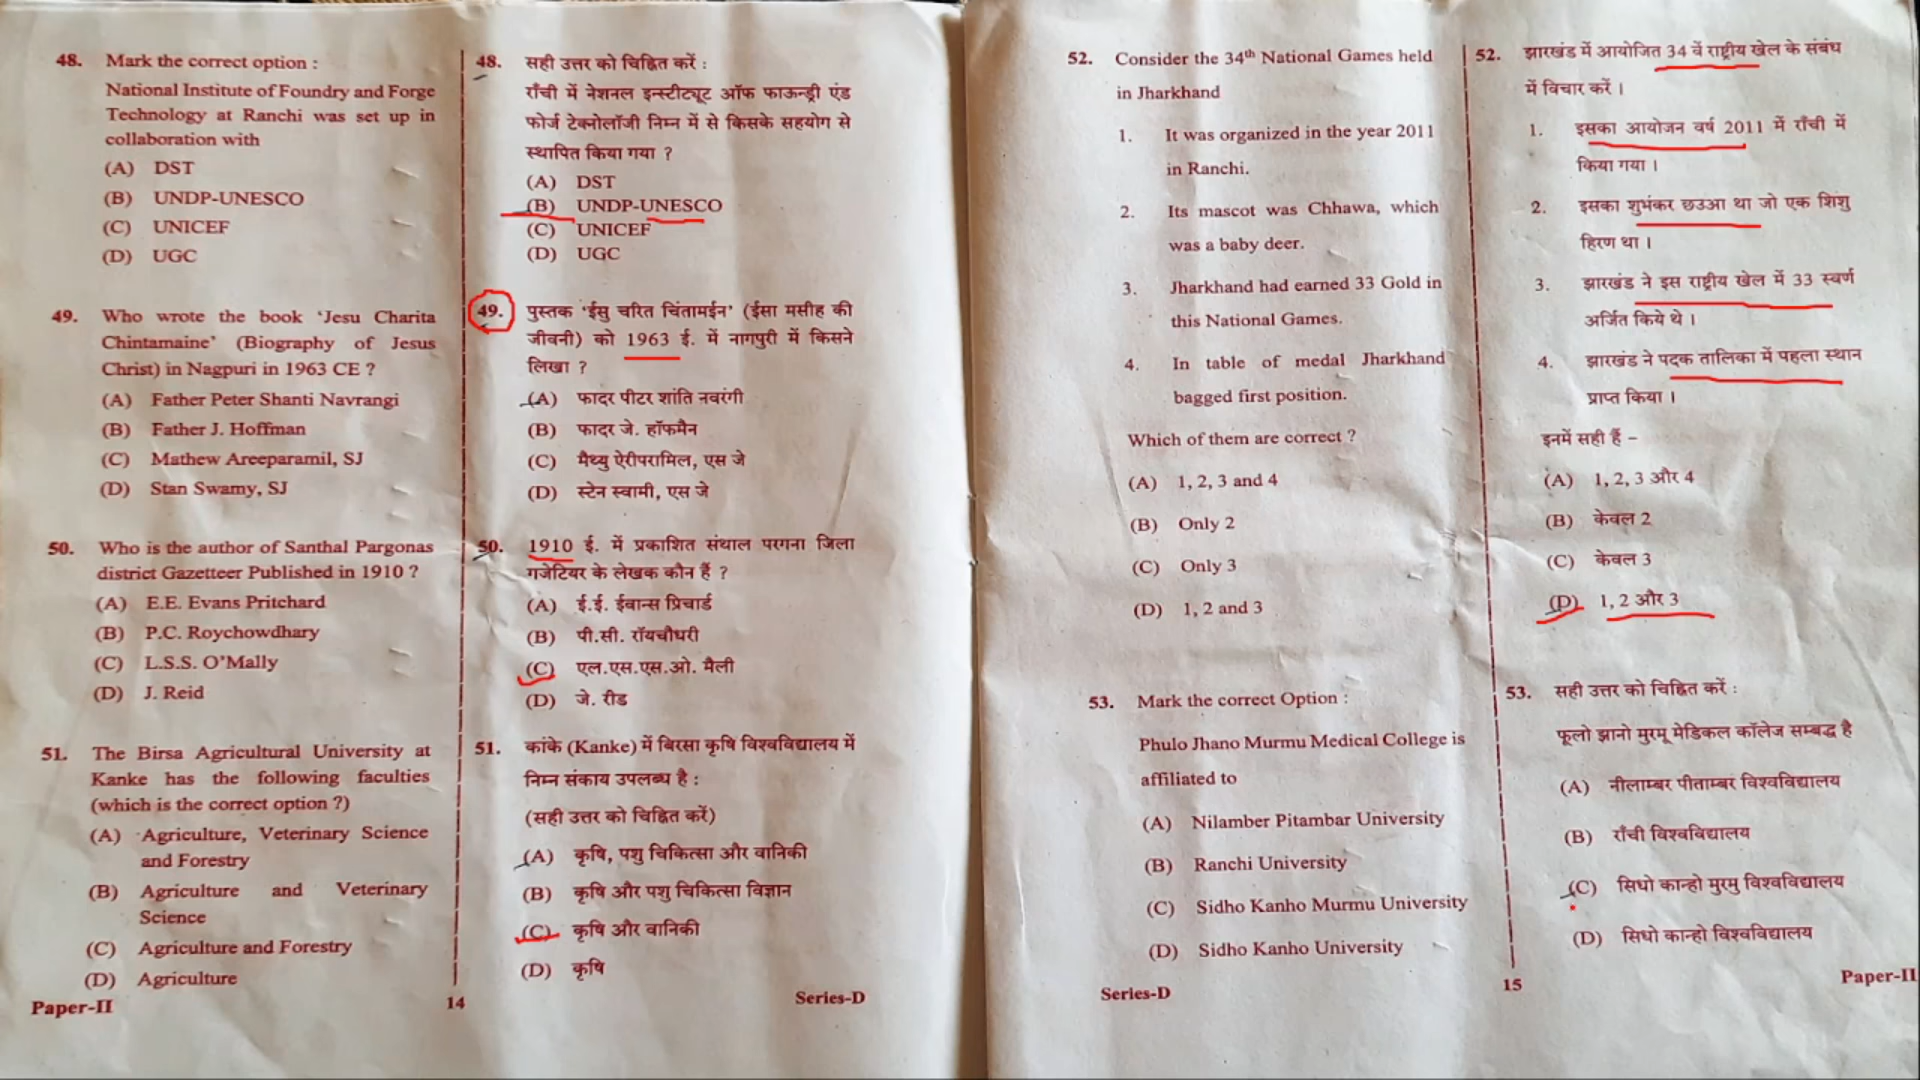 48. Mark the correct option :
National Institute of Foundry and Forge
Technology at Ranchi was set up in
collaboration with
(A) DST
(B) UNDP-UNESCO
(C) UNICEF
(D) UGC
49. Who wrote the book 'Jesu Charita
Chintamaine' (Biography of Jesus
Christ) in Nagpuri in 1963 CE ?
(A) Father Peter Shanti Navrangi
(B) Father J. Hoffman
(C) Mathew Areeparamil, SJ
(D) Stan Swamy, SJ
50. Who is the author of Santhal Pargonas
district Gazetteer Published in 1910 ?
(A) E.E. Evans Pritchard
(B) P.C. Roychowdhary
(C) L.S.S. O'Mally
(D) J. Reid
51. The Birsa Agricultural University at
Kanke has the following faculties
(which is the correct option ?)
(A) Agriculture, Veterinary Science
and Forestry
(B) Agriculture and Veterinary
Science
(C) Agriculture and Forestry
(D) Agriculture
Paper-II
48. सही उत्तर को चिह्नित करें :
राँची में नेशनल इन्स्टीट्यूट ऑफ फाऊन्ड्री एंड
फोर्ज टेक्नोलॉजी निम्न में से किसके सहयोग से
स्थापित किया गया ?
(A) DST
(B) UNDP-UNESCO
(C) UNICEF
(D) UGC
49. पुस्तक 'ईसु चरित चिंतामईन' (ईसा मसीह की
जीवनी) को 1963 ई. में नागपुरी में किसने
लिखा ?
(A) फादर पीटर शांति नवरंगी
(B) फादर जे. हॉफमैन
(C) मैथ्यु ऐरीपरामिल, एस जे
(D) स्टेन स्वामी, एस जे
50. 1910 ई. में प्रकाशित संथाल परगना जिला
गजेटियर के लेखक कौन हैं ?
(A) ई.ई. ईवान्स प्रिचार्ड
(B) पी.सी. रॉयचौधरी
(C) एल.एस.एस.ओ. मैली
(D) जे. रीड
51. कांके (Kanke) में बिरसा कृषि विश्वविद्यालय में
निम्न संकाय उपलब्ध है :
(सही उत्तर को चिह्नित करें)
(A) कृषि, पशु चिकित्सा और वानिकी
(B) कृषि और पशु चिकित्सा विज्ञान
(C) कृषि और वानिकी
(D) कृषि
14
Series-D
52. Consider the 34th National Games held
in Jharkhand
1. It was organized in the year 2011
in Ranchi.
2. Its mascot was Chhawa, which
was a baby deer.
3. Jharkhand had earned 33 Gold in
this National Games.
4. In table of medal Jharkhand
bagged first position.
Which of them are correct ?
(A) 1, 2, 3 and 4
(B) Only 2
(C) Only 3
(D) 1, 2 and 3
53. Mark the correct Option :
Phulo Jhano Murmu Medical College is
affiliated to
(A) Nilamber Pitambar University
(B) Ranchi University
(C) Sidho Kanho Murmu University
(D) Sidho Kanho University
Series-D
52. झारखंड में आयोजित 34 वें राष्ट्रीय खेल के संबंध
में विचार करें ।
1. इसका आयोजन वर्ष 2011 में राँची में
किया गया ।
2. इसका शुभंकर छउआ था जो एक शिशु
हिरण था ।
3. झारखंड ने इस राष्ट्रीय खेल में 33 स्वर्ण
अर्जित किये थे ।
4. झारखंड ने पदक तालिका में पहला स्थान
प्राप्त किया ।
इनमें सही हैं –
(A) 1, 2, 3 और 4
(B) केवल 2
(C) केवल 3
(D) 1, 2 और 3
53. सही उत्तर को चिह्नित करें :
फूलो झानो मुरमू मेडिकल कॉलेज सम्बद्ध है
(A) नीलाम्बर पीताम्बर विश्वविद्यालय
(B) राँची विश्वविद्यालय
(C) सिधो कान्हो मुरमु विश्वविद्यालय
(D) सिधो कान्हो विश्वविद्यालय
15
Paper-II